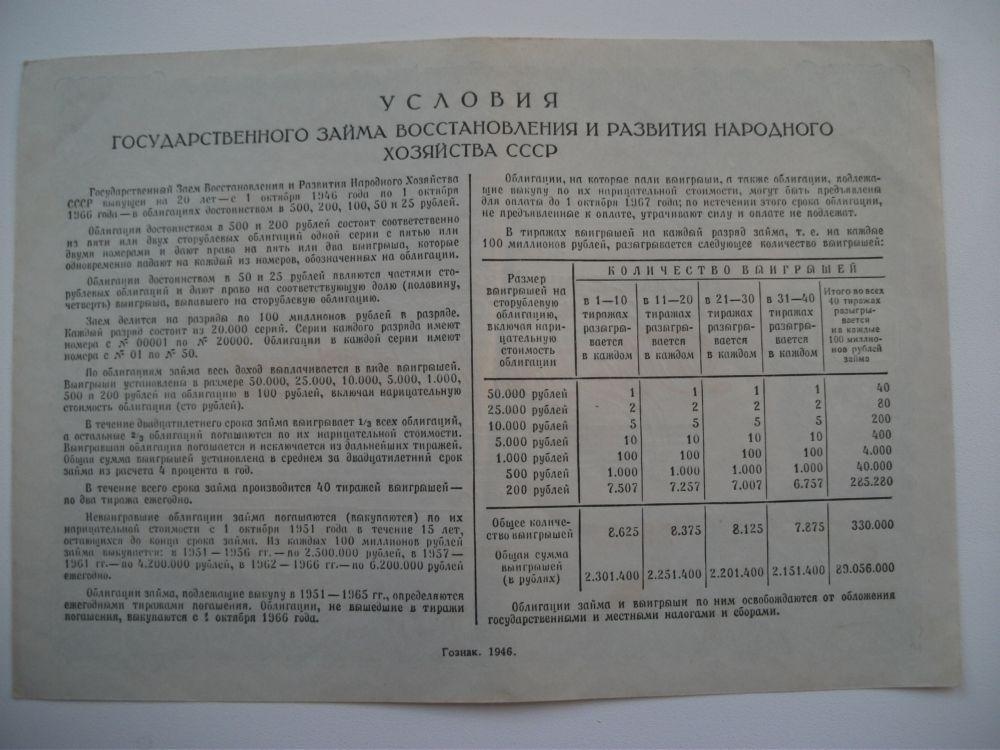 УСЛОВИЯ
ГОСУДАРСТВЕННОГО ЗАЙМА ВОССТАНОВЛЕНИЯ И РАЗВИТИЯ НАРОДНОГО
ХОЗЯЙСТВА СССР
Государственный Заем Восстановления и Развития Народного Хозяйства
СССР выпущен на 20 лет—с 1 октября 1946 года по 1 октября
1966 года—в облигациях достоинством в 500, 200, 100, 50 и 25 рублей.
Облигации достоинством в 500 и 200 рублей состоят соответственно
из пяти или двух сторублевых облигаций одной серии с пятью или
двумя номерами и дают право на пять или два выигрыша, которые
одновременно падают на каждый из номеров, обозначенных на облигации.
Облигации достоинством в 50 и 25 рублей являются частями сто-
рублевых облигаций и дают право на соответствующую долю (половину,
четверть) выигрыша, выпавшего на сторублевую облигацию.
Заем делится на разряды по 100 миллионов рублей в разряде.
Каждый разряд состоит из 20.000 серий. Серии каждого разряда имеют
номера с № 00001 по № 20000. Облигации в каждой серии имеют
номера с № 01 по № 50.
По облигациям займа весь доход выплачивается в виде выигрышей.
Выигрыши установлены в размере 50.000, 25.000, 10.000, 5.000, 1.000,
500 и 200 рублей на облигацию в 100 рублей, включая нарицательную
стоимость облигации (сто рублей).
В течение двадцатилетнего срока займа выигрывает 1/3 всех облигаций,
а остальные 2/3 облигаций погашаются по их нарицательной стоимости.
Выигравшая облигация погашается и исключается из дальнейших тиражей.
Общая сумма выигрышей установлена в среднем за двадцатилетний срок
займа из расчета 4 процента в год.
В течение всего срока займа производится 40 тиражей выигрышей—
по два тиража ежегодно.
Невыигравшие облигации займа погашаются (выкупаются) по их
нарицательной стоимости с 1 октября 1951 года в течение 15 лет,
остающихся до конца срока займа. Из каждых 100 миллионов рублей
займа выкупается: в 1951—1956 гг.—по 2.500.000 рублей, в 1957—
1961 гг.—по 4.200.000 рублей, в 1962—1966 гг.—по 6.200.000 рублей
ежегодно.
Облигации займа, подлежащие выкупу в 1951—1965 гг., определяются
ежегодными тиражами погашения. Облигации, не вышедшие в тиражи
погашения, выкупаются с 1 октября 1966 года.
Облигации, на которые пали выигрыши, а также облигации, подлежа-
щие выкупу по их нарицательной стоимости, могут быть предъявлены
для оплаты до 1 октября 1967 года; по истечении этого срока облигации,
не предъявленные к оплате, утрачивают силу и оплате не подлежат.
В тиражах выигрышей на каждый разряд займа, т. е. на каждые
100 миллионов рублей, разыгрывается следующее количество выигрышей:
Размер
выигрышей на
сторублевую
облигацию,
включая нари-
цательную
стоимость
облигации
КОЛИЧЕСТВО ВЫИГРЫШЕЙ
в 1—10
тиражах
разыгры-
вается
в каждом
в 11—20
тиражах
разыгры-
вается
в каждом
в 21—30
тиражах
разыгры-
вается
в каждом
в 31—40
тиражах
разыгры-
вается
в каждом
Итого во всех
40 тиражах
разыгры-
вается
на каждые
100 миллио-
нов рублей
займа
50.000 рублей 1 1 1 1 40
25.000 рублей 2 2 2 2 80
10.000 рублей 5 5 5 5 200
5.000 рублей 10 10 10 10 400
1.000 рублей 100 100 100 100 4.000
500 рублей 1.000 1.000 1.000 1.000 40.000
200 рублей 7.507 7.257 7.007 6.757 285.280
Общее количе-
ство выигрышей 8.625 8.375 8.125 7.875 330.000
Общая сумма
выигрышей
(в рублях) 2.301.400 2.251.400 2.201.400 2.151.400 89.056.000
Облигации займа и выигрыши по ним освобождаются от обложения
государственными и местными налогами и сборами.
Гознак. 1946.